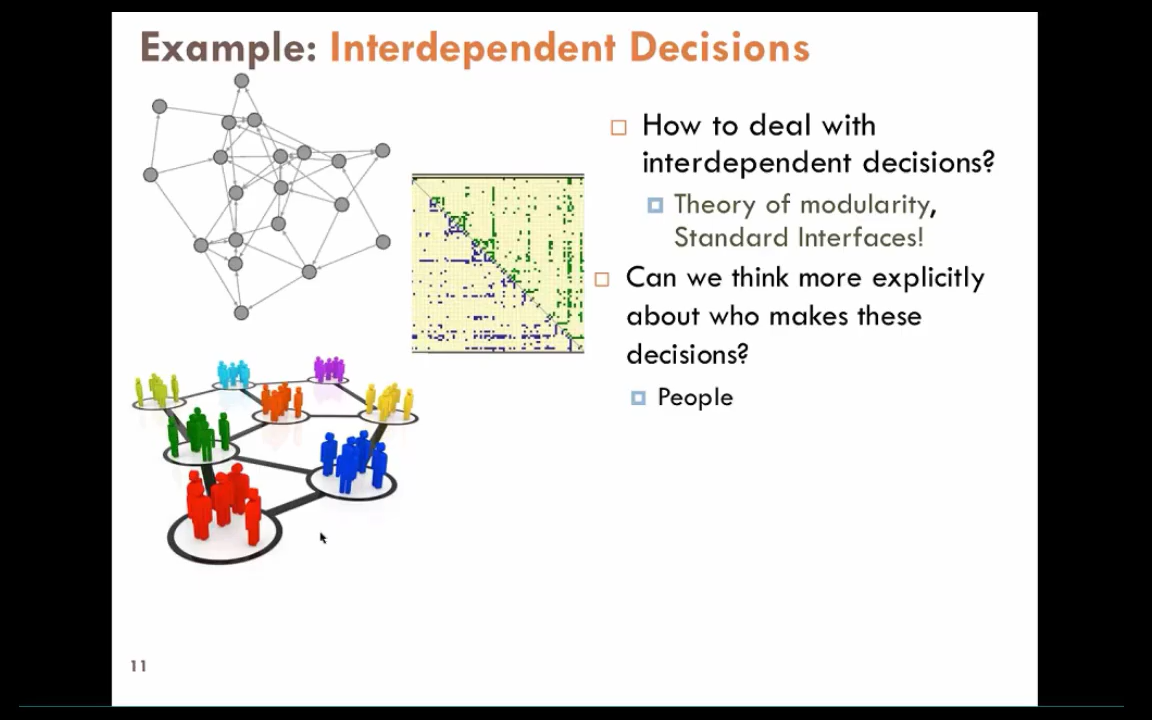 Example: Interdependent Decisions
How to deal with
interdependent decisions?
Theory of modularity,
Standard Interfaces!
Can we think more explicitly
about who makes these
decisions?
People
11